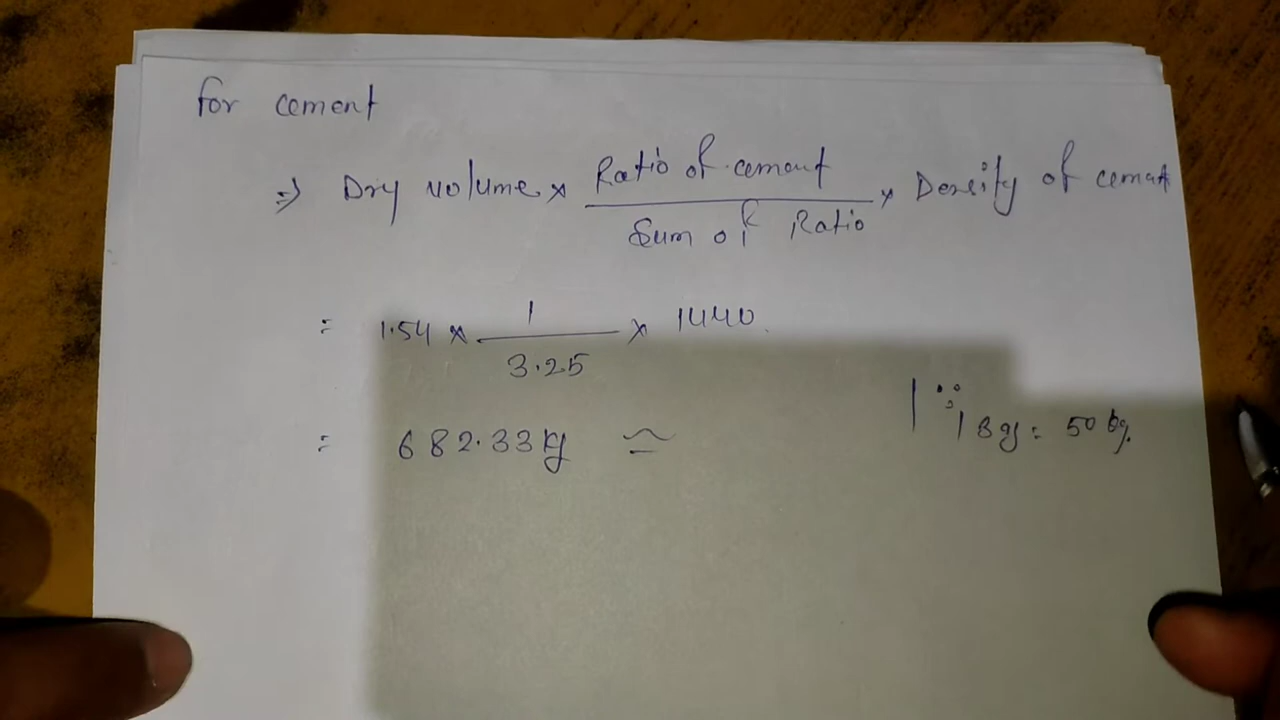 for cement
⇒ Dry volume × Ratio of cement / Sum of Ratio × Density of cement
= 1.54 × 1 / 3.25 × 1440
= 682.33 kg ≃
∵ 1 Bag = 50 kg.